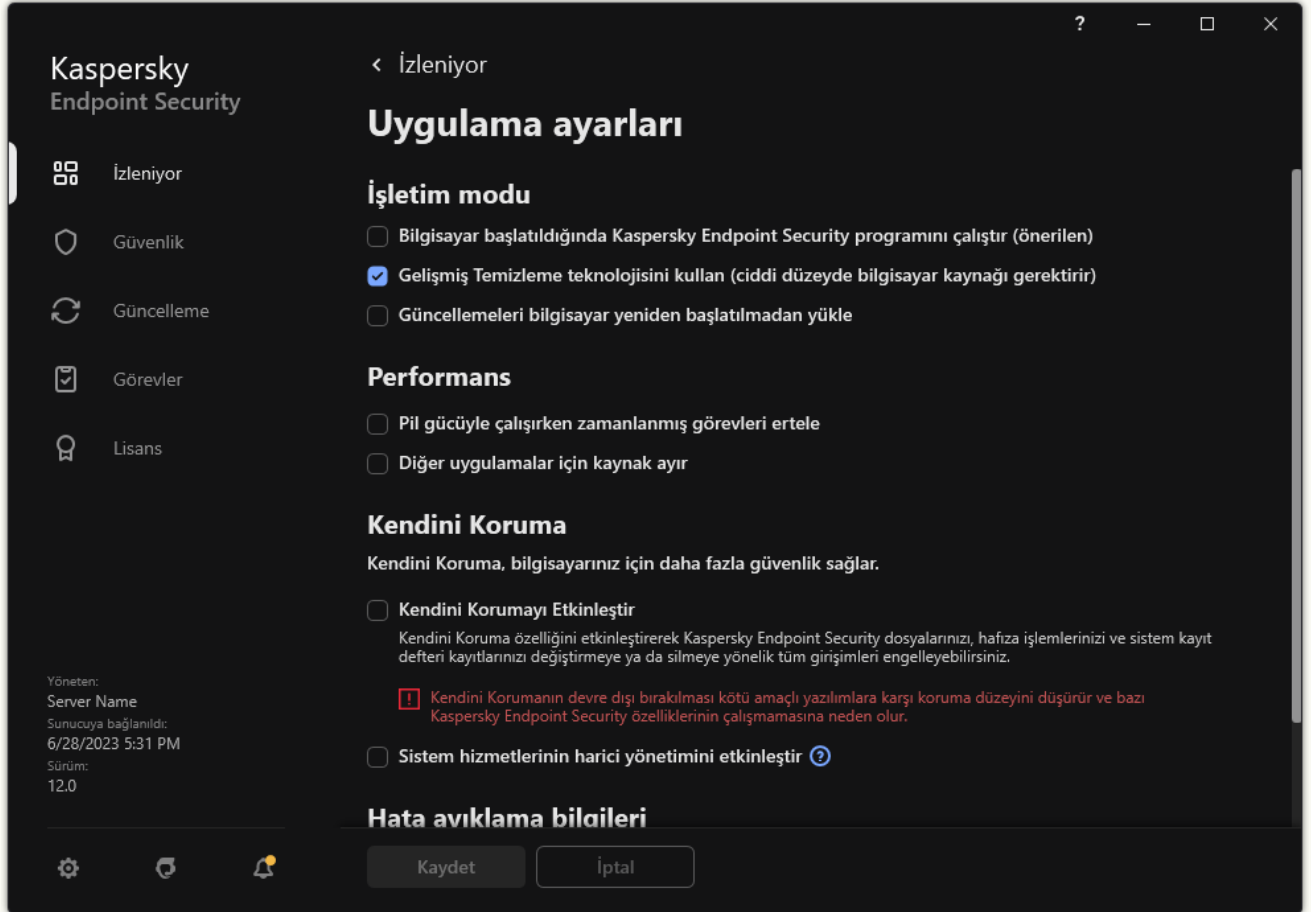 Kaspersky
Endpoint Security
İzleniyor
Güvenlik
Güncelleme
Görevler
Lisans
Yöneten:
Server Name
Sunucuya bağlanıldı:
6/28/2023 5:31 PM
Sürüm:
12.0
?
İzleniyor
Uygulama ayarları
İşletim modu
Bilgisayar başlatıldığında Kaspersky Endpoint Security programını çalıştır (önerilen)
Gelişmiş Temizleme teknolojisini kullan (ciddi düzeyde bilgisayar kaynağı gerektirir)
Güncellemeleri bilgisayar yeniden başlatılmadan yükle
Performans
Pil gücüyle çalışırken zamanlanmış görevleri ertele
Diğer uygulamalar için kaynak ayır
Kendini Koruma
Kendini Koruma, bilgisayarınız için daha fazla güvenlik sağlar.
Kendini Korumayı Etkinleştir
Kendini Koruma özelliğini etkinleştirerek Kaspersky Endpoint Security dosyalarınızı, hafıza işlemlerinizi ve sistem kayıt
defteri kayıtlarınızı değiştirmeye ya da silmeye yönelik tüm girişimleri engelleyebilirsiniz.
Kendini Korumanın devre dışı bırakılması kötü amaçlı yazılımlara karşı koruma düzeyini düşürür ve bazı
Kaspersky Endpoint Security özelliklerinin çalışmamasına neden olur.
Sistem hizmetlerinin harici yönetimini etkinleştir
Hata ayıklama bilgileri
Kaydet
İptal